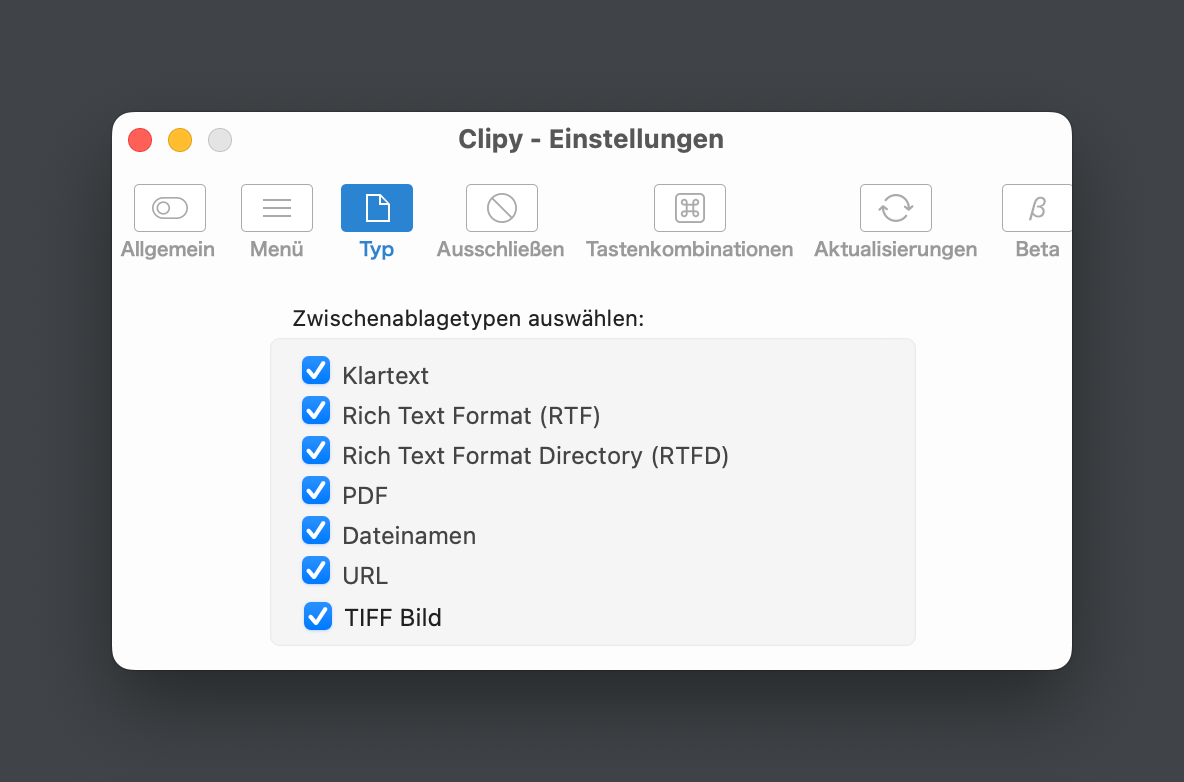 Clipy - Einstellungen
Allgemein Menü Typ Ausschließen Tastenkombinationen Aktualisierungen Beta
Zwischenablagetypen auswählen:
Klartext
Rich Text Format (RTF)
Rich Text Format Directory (RTFD)
PDF
Dateinamen
URL
TIFF Bild